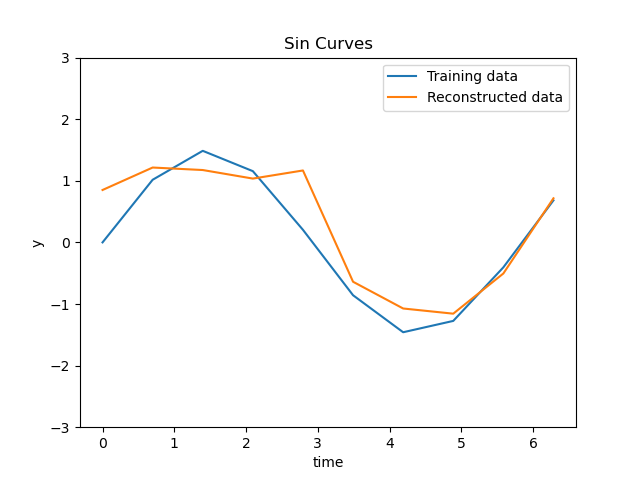 Sin Curves
Training data
Reconstructed data
3
2
1
0
−1
−2
−3
y
0 1 2 3 4 5 6
time